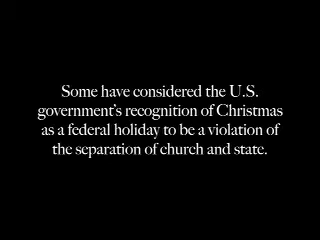 Some have considered the U.S.
government's recognition of Christmas
as a federal holiday to be a violation of
the separation of church and state.